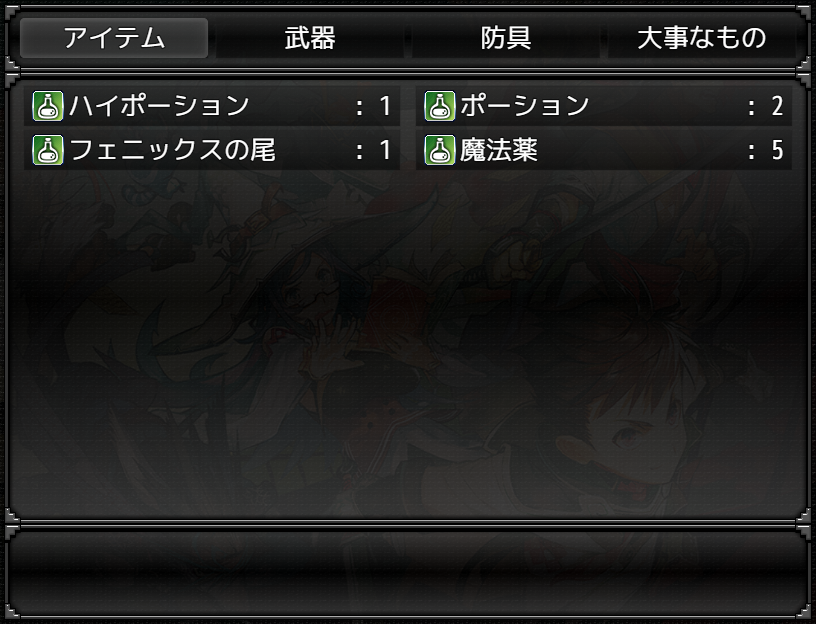 アイテム 武器 防具 大事なもの
ハイポーション : 1 ポーション : 2
フェニックスの尾 : 1 魔法薬 : 5